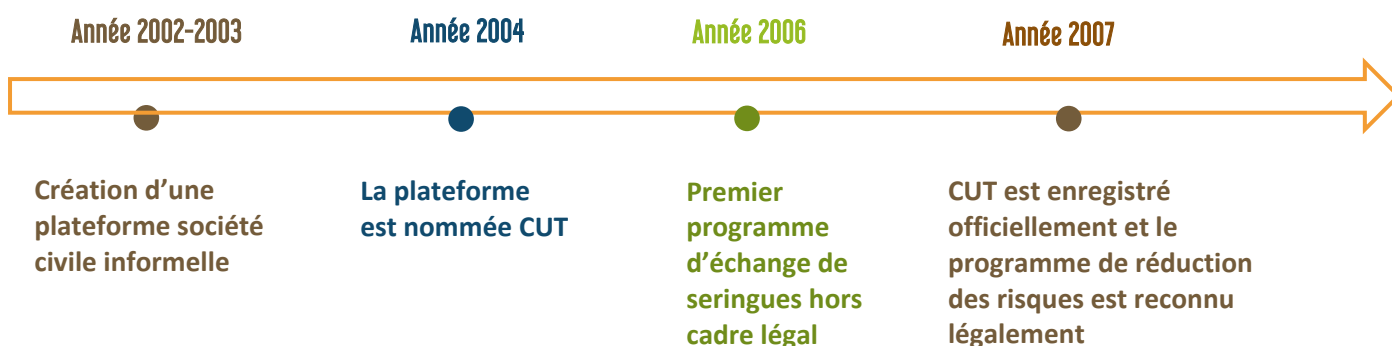 Année 2002-2003
Année 2004
Année 2006
Année 2007
Création d’une
plateforme société
civile informelle
La plateforme
est nommée CUT
Premier
programme
d’échange de
seringues hors
cadre légal
CUT est enregistré
officiellement et le
programme de réduction
des risques est reconnu
légalement